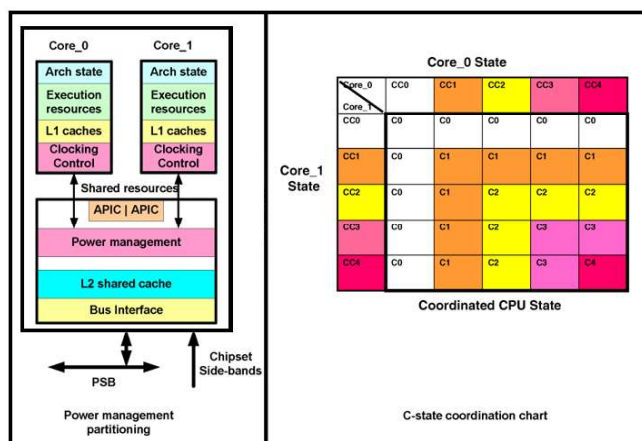 Core_0 Core_1
Arch state Arch state
Execution resources Execution resources
L1 caches L1 caches
Clocking Control Clocking Control
Shared resources
APIC | APIC
Power management
L2 shared cache
Bus Interface
PSB
Chipset
Side-bands
Power management
partitioning
Core_0 State
Core_0 CC0 CC1 CC2 CC3 CC4
Core_1
CC0 C0 C0 C0 C0 C0
Core_1
State
CC1 C0 C1 C1 C1 C1
CC2 C0 C1 C2 C2 C2
CC3 C0 C1 C2 C3 C3
CC4 C0 C1 C2 C3 C4
Coordinated CPU State
C-state coordination chart